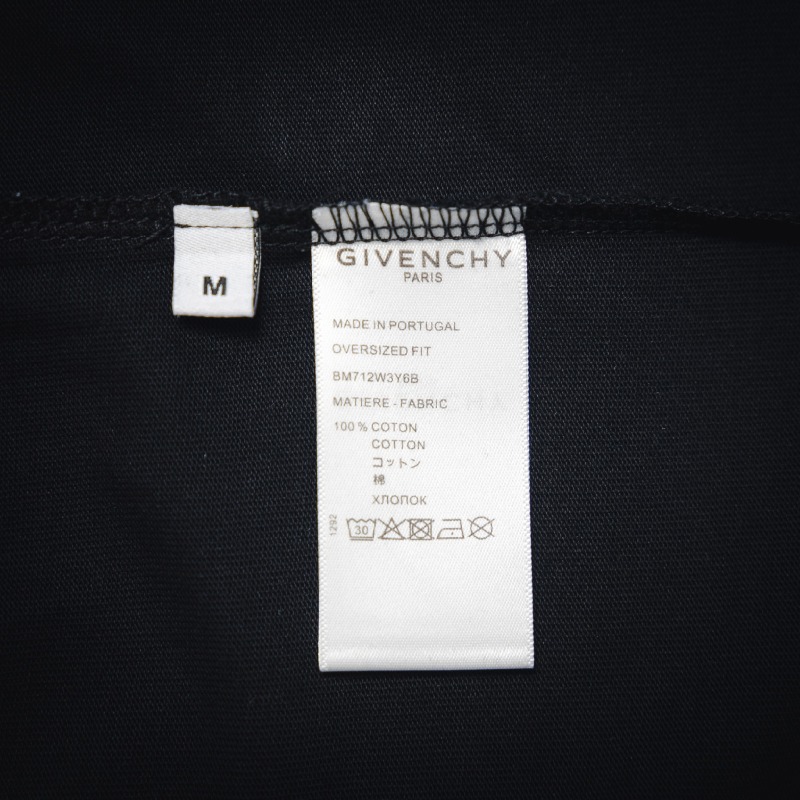 M
GIVENCHY
PARIS
MADE IN PORTUGAL
OVERSIZED FIT
BM712W3Y6B
MATIERE - FABRIC
100 % COTON
COTTON
コットン
棉
ХЛОПОК
1292
30